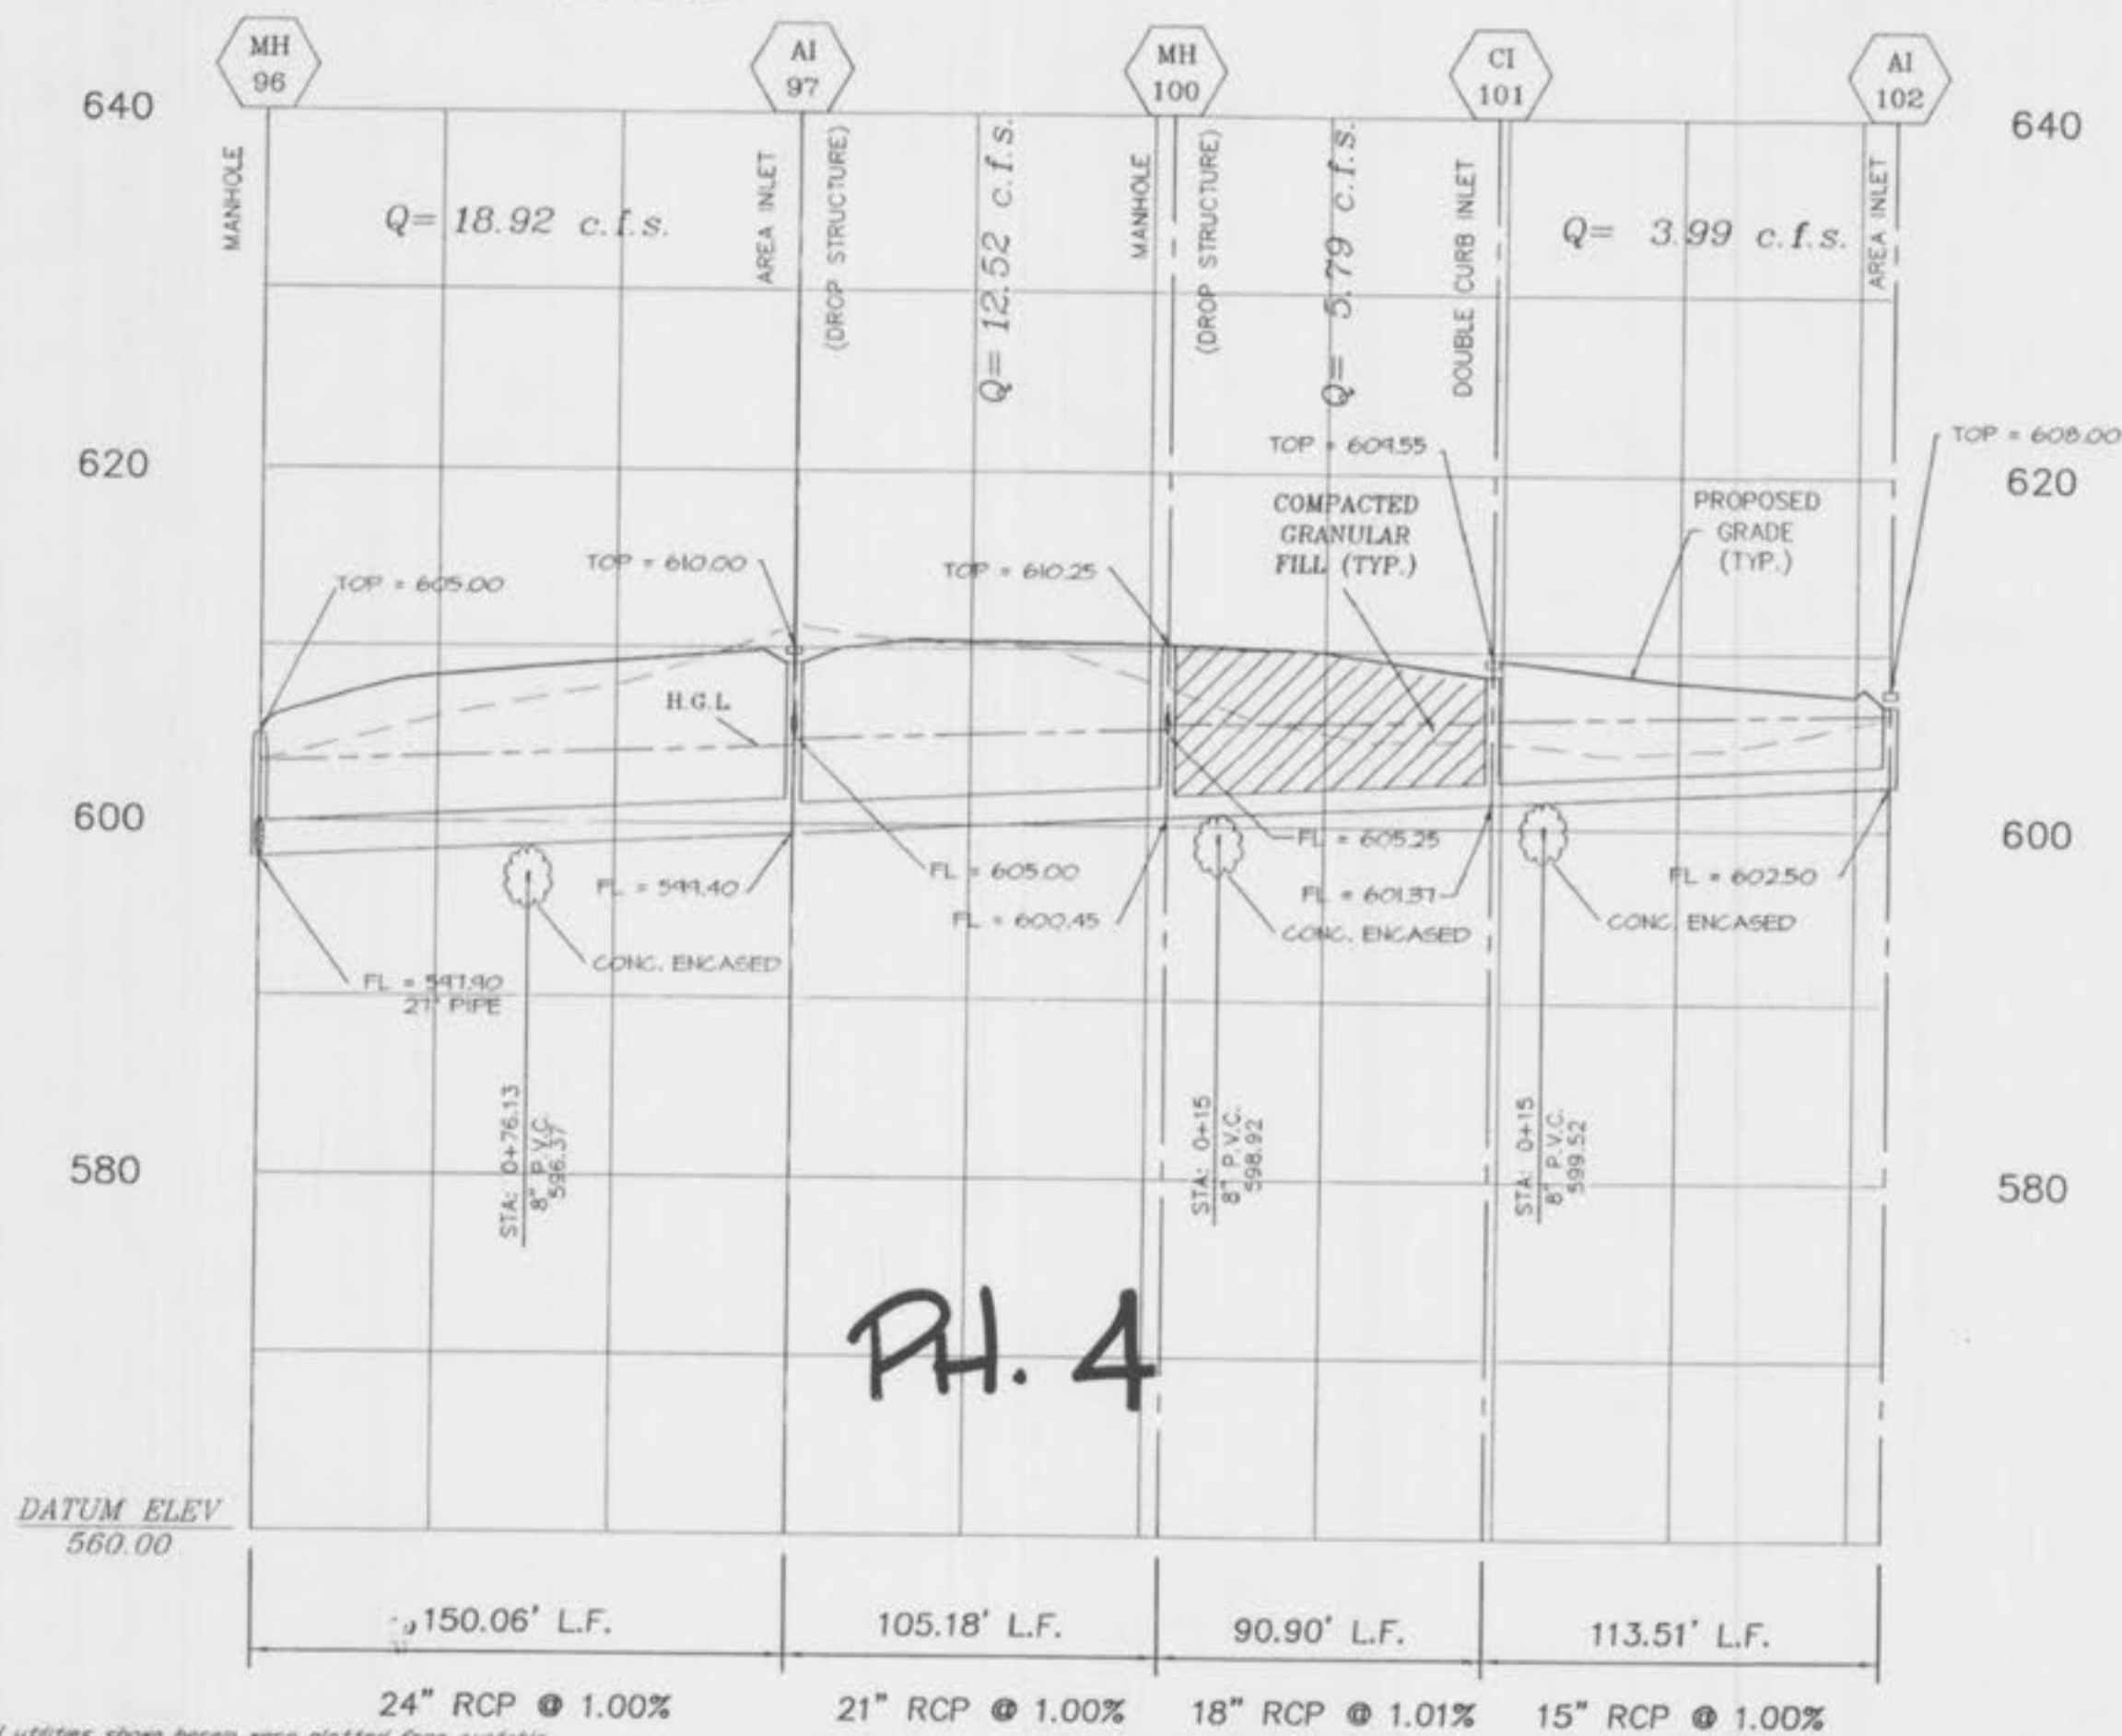 MH
96
AI
97
MH
100
CI
101
AI
102
640
640
MANHOLE
Q= 18.92 c.f.s.
AREA INLET
(DROP STRUCTURE)
Q= 12.52 c.f.s.
MANHOLE
(DROP STRUCTURE)
Q= 5.79 c.f.s.
DOUBLE CURB INLET
Q= 3.99 c.f.s.
AREA INLET
TOP = 609.55
TOP = 608.00
620
620
COMPACTED
GRANULAR
FILL (TYP.)
PROPOSED
GRADE
(TYP.)
TOP = 605.00
TOP = 610.00
TOP = 610.25
H.G.L.
600
600
FL = 599.40
FL = 605.00
FL = 600.45
FL = 605.25
FL = 601.37
FL = 602.50
CONC. ENCASED
CONC. ENCASED
CONC. ENCASED
FL = 597.90
PIPE
STA: 0+76.13
8" P.V.C.
596.37
STA: 0+15
8" P.V.C.
598.92
STA: 0+15
8" P.V.C.
599.52
580
580
PH. 4
DATUM ELEV
560.00
150.06' L.F.
105.18' L.F.
90.90' L.F.
113.51' L.F.
24" RCP @ 1.00%
21" RCP @ 1.00%
18" RCP @ 1.01%
15" RCP @ 1.00%
utilities shown herein were plotted from available